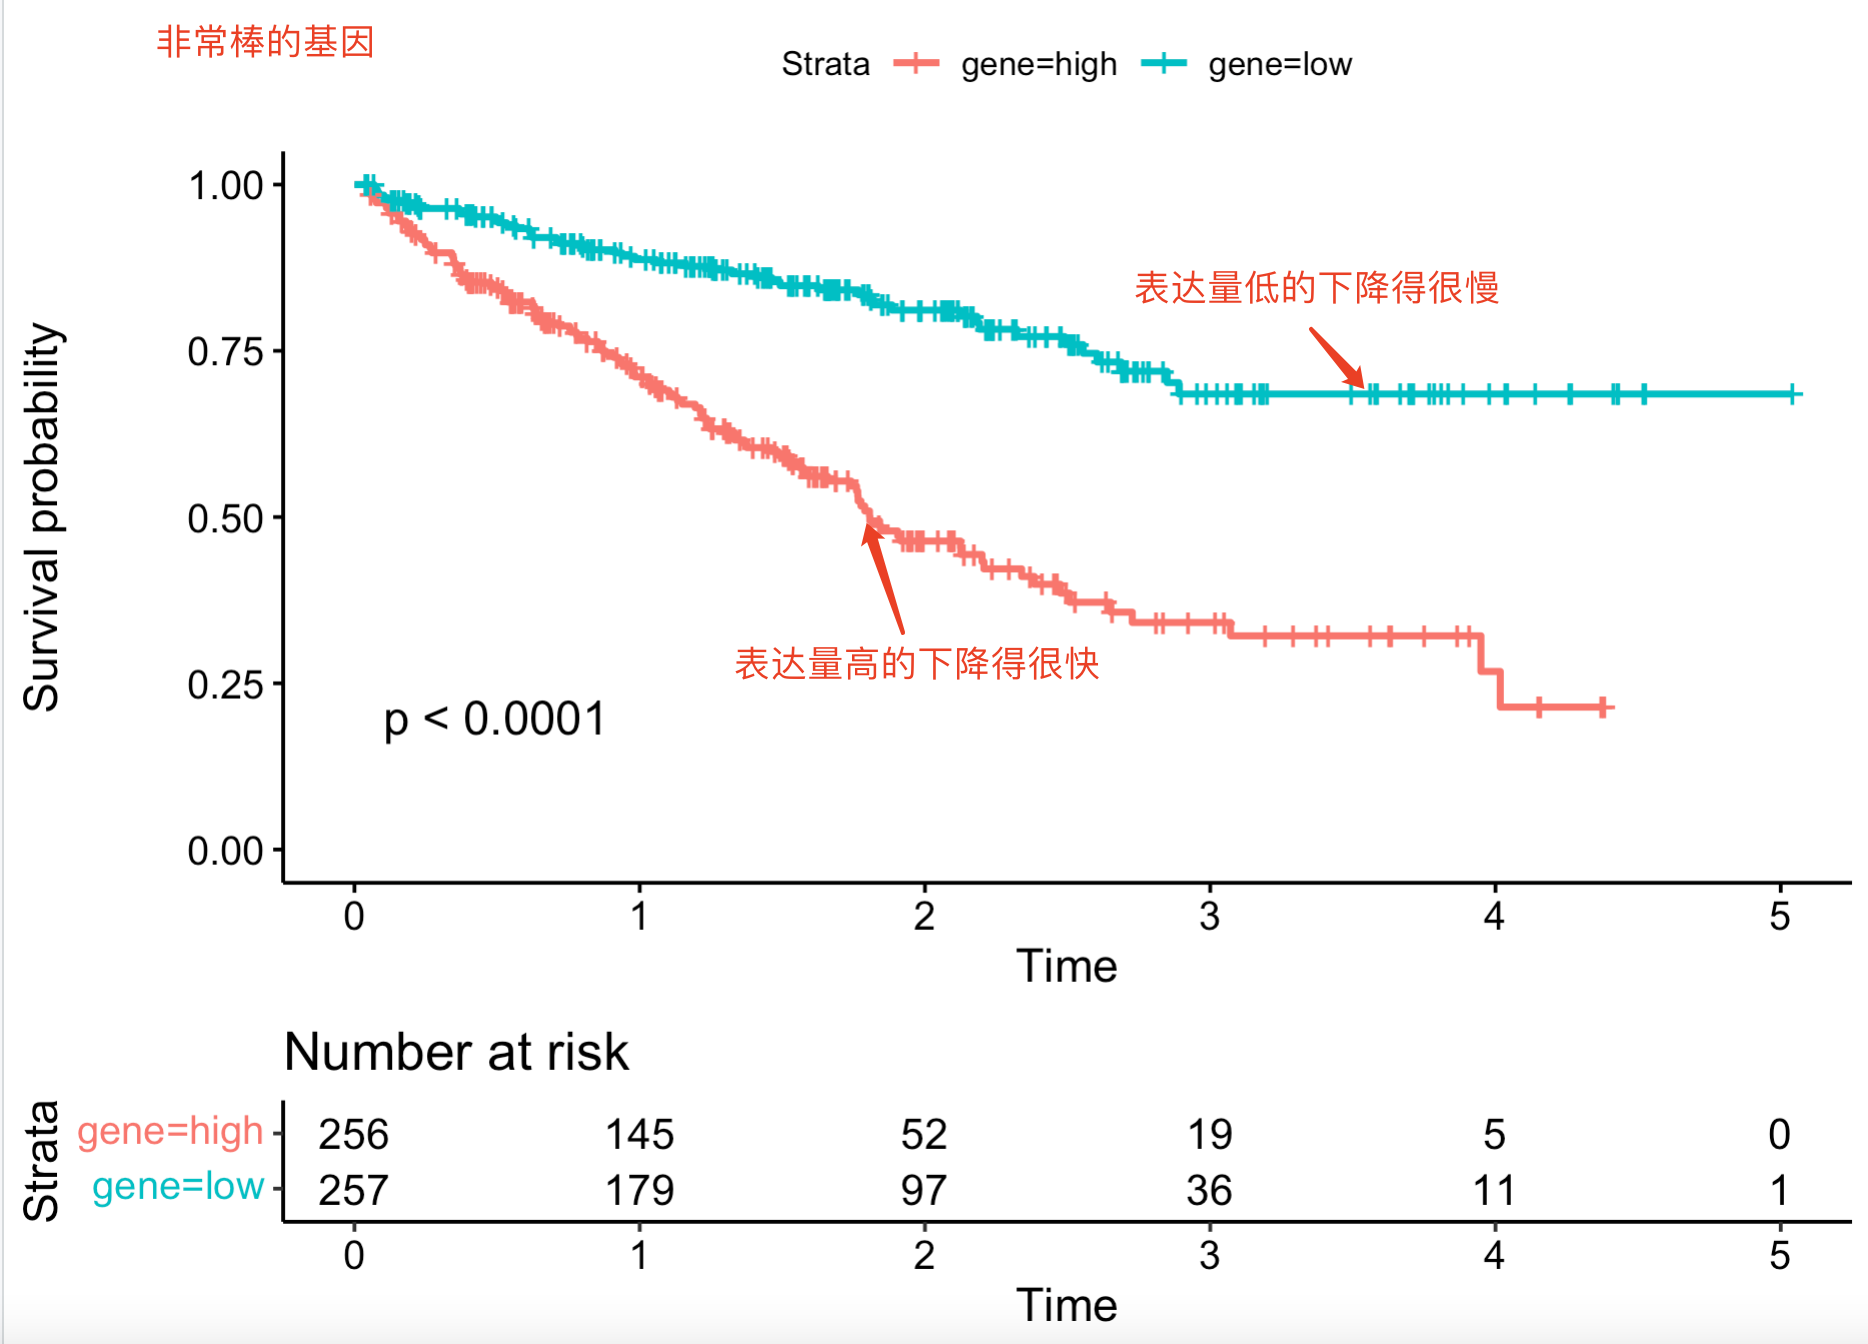 非常棒的基因
Strata gene=high gene=low
表达量低的下降得很慢
表达量高的下降得很快
Survival probability
1.00
0.75
0.50
0.25
0.00
p < 0.0001
0 1 2 3 4 5
Time
Number at risk
Strata
gene=high 256 145 52 19 5 0
gene=low 257 179 97 36 11 1
0 1 2 3 4 5
Time